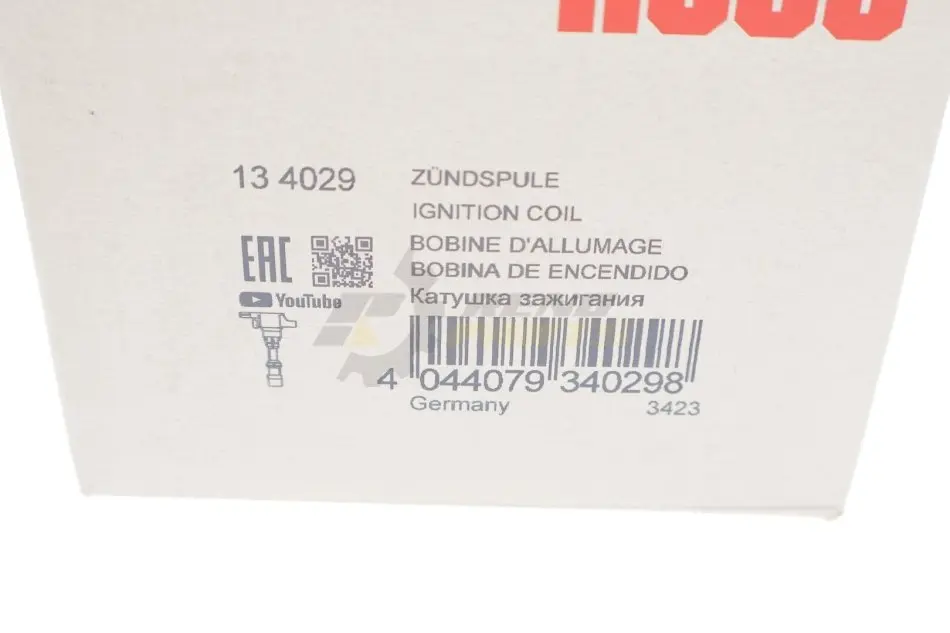 13 4029
ZÜNDSPULE
IGNITION COIL
BOBINE D'ALLUMAGE
BOBINA DE ENCENDIDO
Катушка зажигания
EAC
YouTube
4 044079 340298
Germany 3423